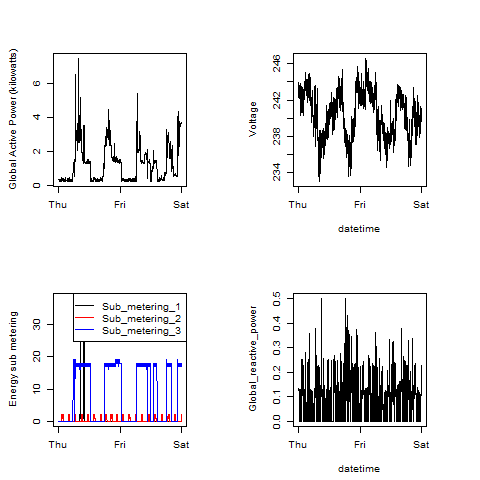 Global Active Power (kilowatts)
0 2 4 6
Thu Fri Sat
Voltage
234 238 242 246
Thu Fri Sat
datetime
Energy sub metering
0 10 20 30
Sub_metering_1
Sub_metering_2
Sub_metering_3
Thu Fri Sat
Global_reactive_power
0.0 0.1 0.2 0.3 0.4 0.5
Thu Fri Sat
datetime